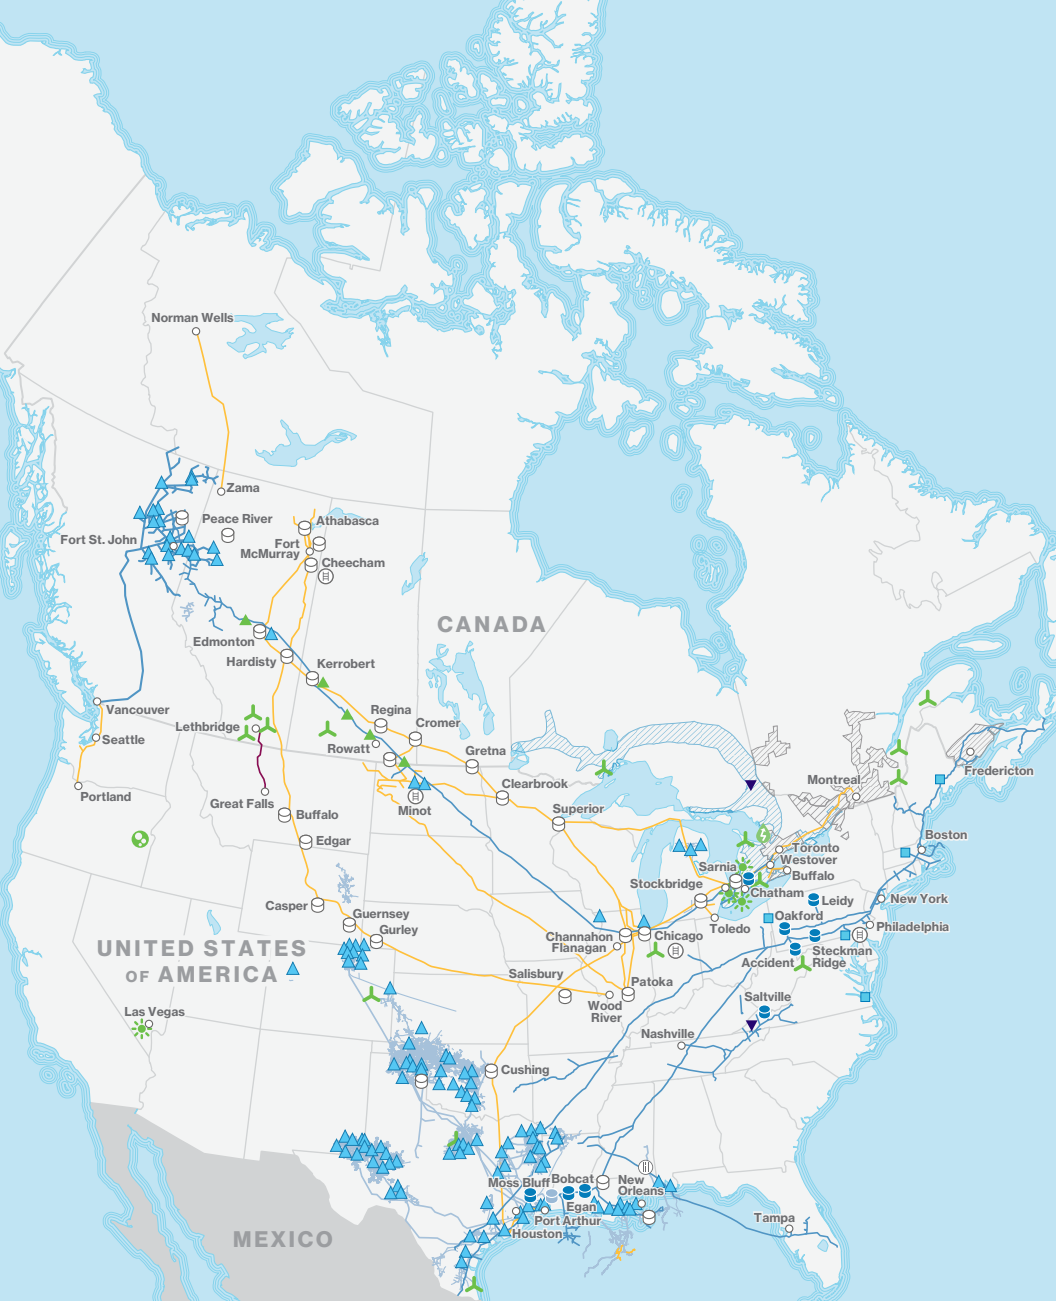 Norman Wells
Zama
Peace River
Athabasca
Fort St. John
Fort
McMurray
Cheecham
CANADA
Edmonton
Hardisty
Kerrobert
Vancouver
Regina
Cromer
Lethbridge
Seattle
Rowatt
Gretna
Fredericton
Clearbrook
Montreal
Portland
Great Falls
Minot
Superior
Buffalo
Boston
Edgar
Toronto
Westover
Sarnia
Buffalo
Stockbridge
Chatham
Leidy
New York
Casper
Guernsey
Oakford
Gurley
Toledo
Philadelphia
Channahon
Flanagan
Chicago
UNITED STATES
OF AMERICA
Steckman
Ridge
Accident
Salisbury
Patoka
Saltville
Wood
River
Las Vegas
Nashville
Cushing
Moss Bluff
Bobcat
New
Orleans
Egan
Port Arthur
Tampa
Houston
MEXICO